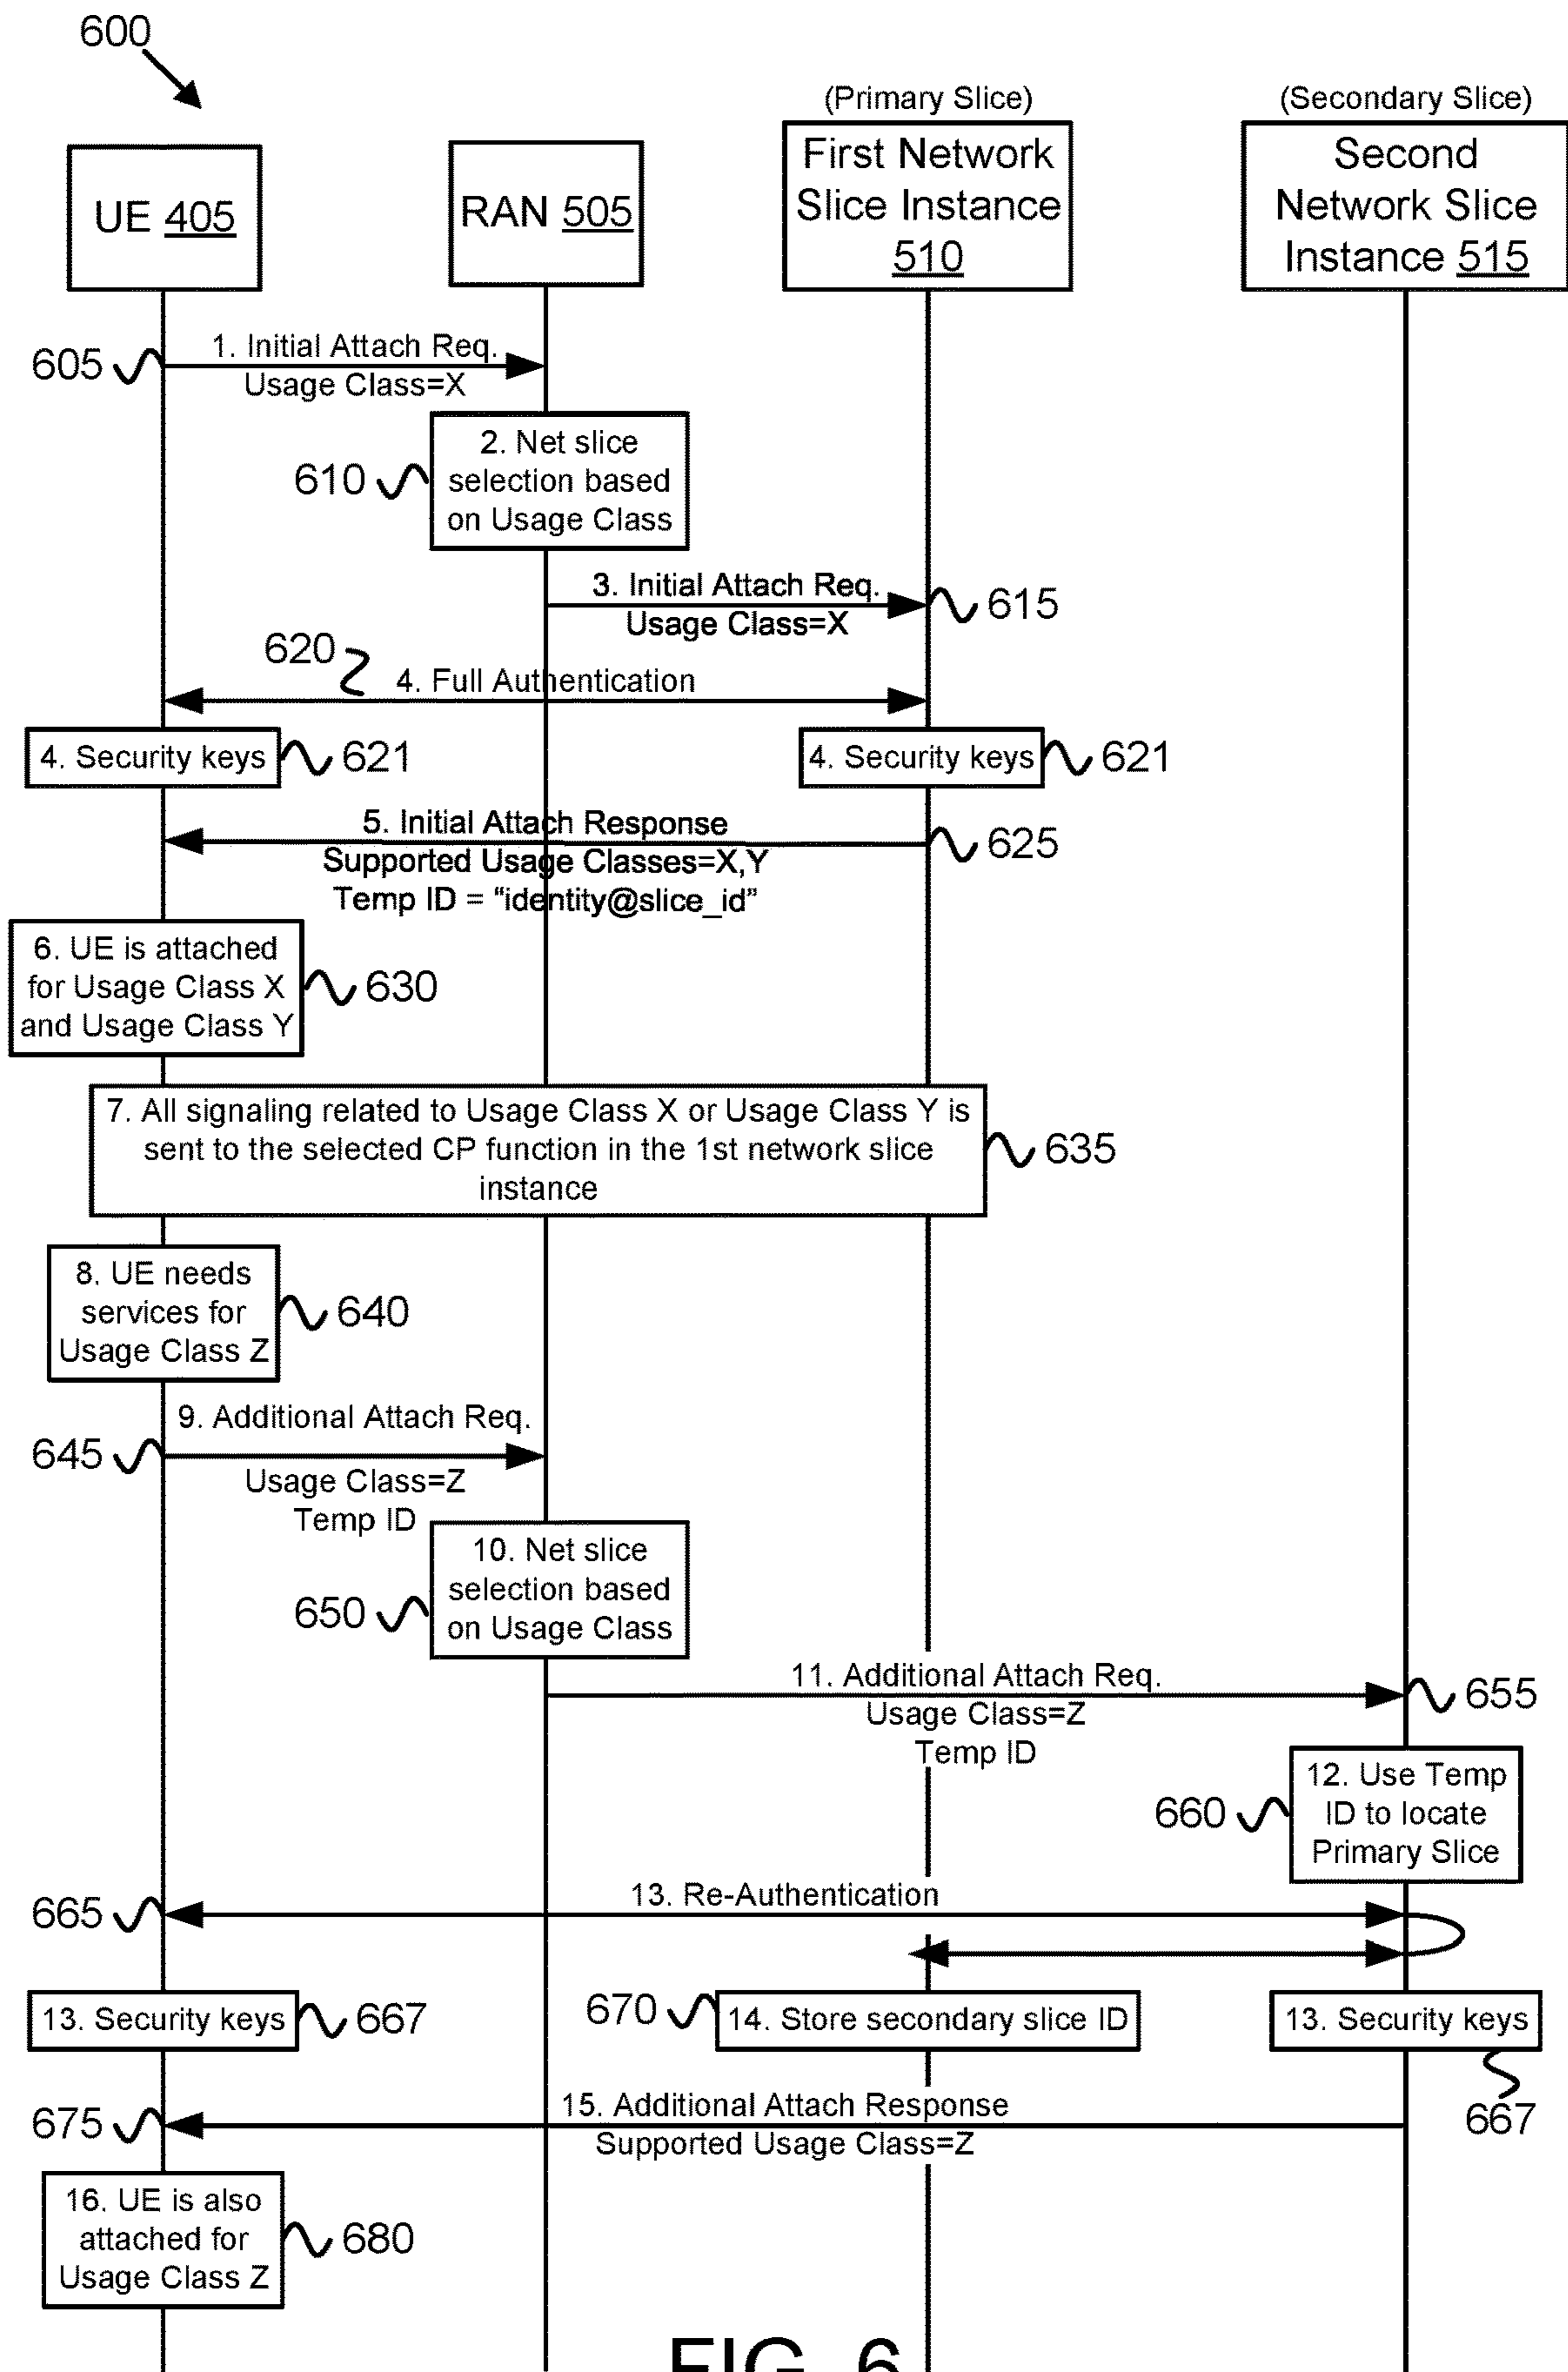 600
(Primary Slice)
(Secondary Slice)
UE 405
RAN 505
First Network
Slice Instance
510
Second
Network Slice
Instance 515
1. Initial Attach Req.
605
Usage Class=X
2. Net slice
selection based
on Usage Class
610
3. Initial Attach Req.
615
Usage Class=X
620
4. Full Authentication
4. Security keys
621
4. Security keys
621
5. Initial Attach Response
625
Supported Usage Classes=X,Y
Temp ID = “identity@slice_id”
6. UE is attached
for Usage Class X
and Usage Class Y
630
7. All signaling related to Usage Class X or Usage Class Y is
sent to the selected CP function in the 1st network slice
instance
635
8. UE needs
services for
Usage Class Z
640
9. Additional Attach Req.
645
Usage Class=Z
Temp ID
10. Net slice
selection based
on Usage Class
650
11. Additional Attach Req.
655
Usage Class=Z
Temp ID
12. Use Temp
ID to locate
Primary Slice
660
13. Re-Authentication
665
13. Security keys
667
670
14. Store secondary slice ID
13. Security keys
667
15. Additional Attach Response
675
Supported Usage Class=Z
16. UE is also
attached for
Usage Class Z
680
FIG. 6